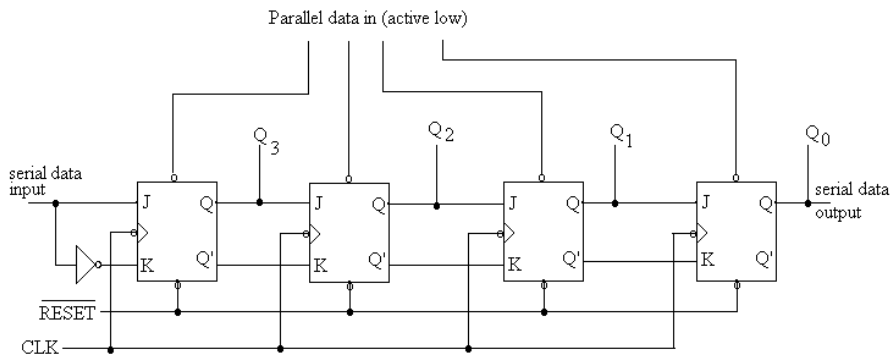 Parallel data in (active low)
Q3
Q2
Q1
Q0
serial data
input
serial data
output
J
Q
J
Q
J
Q
J
Q
K
Q'
K
Q'
K
Q'
K
Q'
RESET
CLK